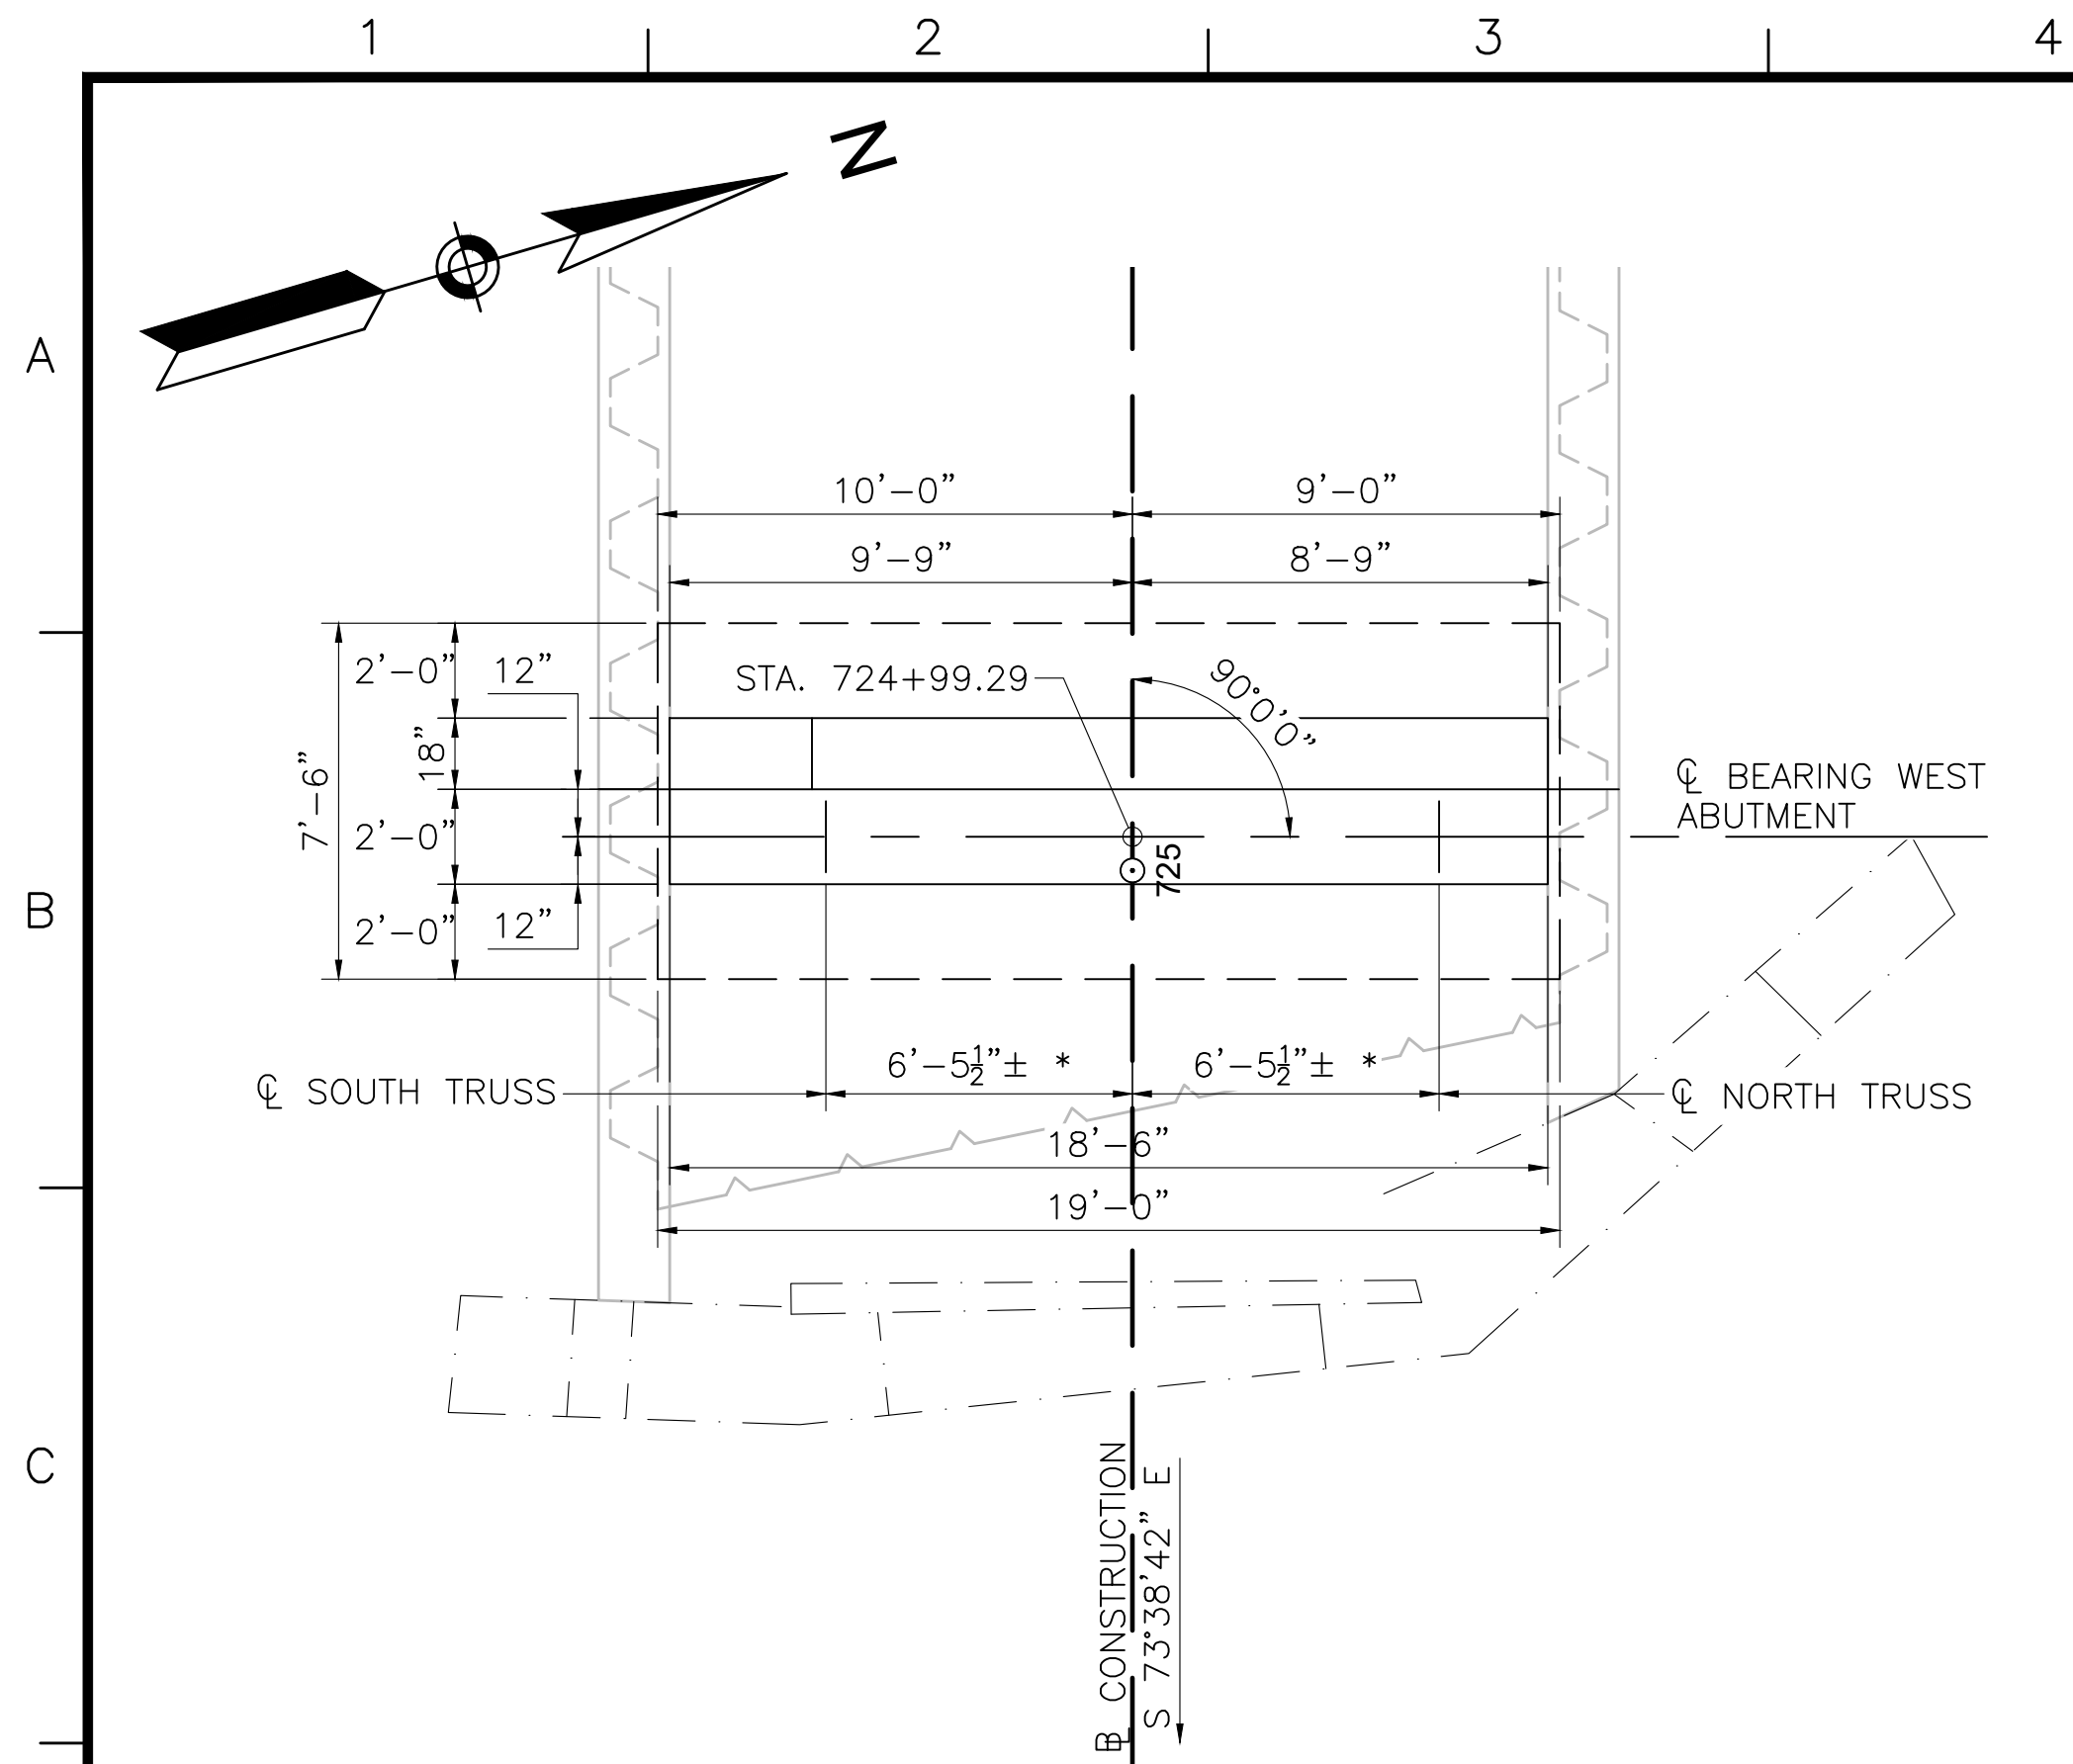 1 2 3 4
N
A
10'-0" 9'-0"
9'-9" 8'-9"
2'-0" 12" STA. 724+99.29 90°0'0"
18"
7'-6"
℄ BEARING WEST
ABUTMENT
2'-0"
725
B
2'-0" 12"
6'-5½"± * 6'-5½"± *
℄ SOUTH TRUSS ℄ NORTH TRUSS
18'-6"
19'-0"
C
B CONSTRUCTION
S 73°38'42" E